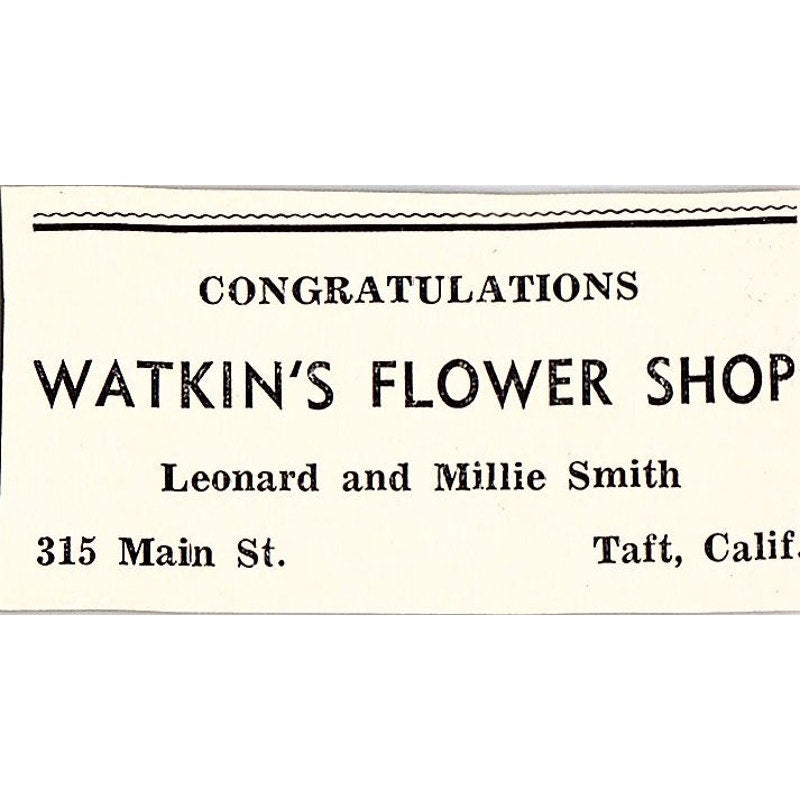 CONGRATULATIONS
WATKIN'S FLOWER SHOP
Leonard and Millie Smith
315 Main St. Taft, Calif.